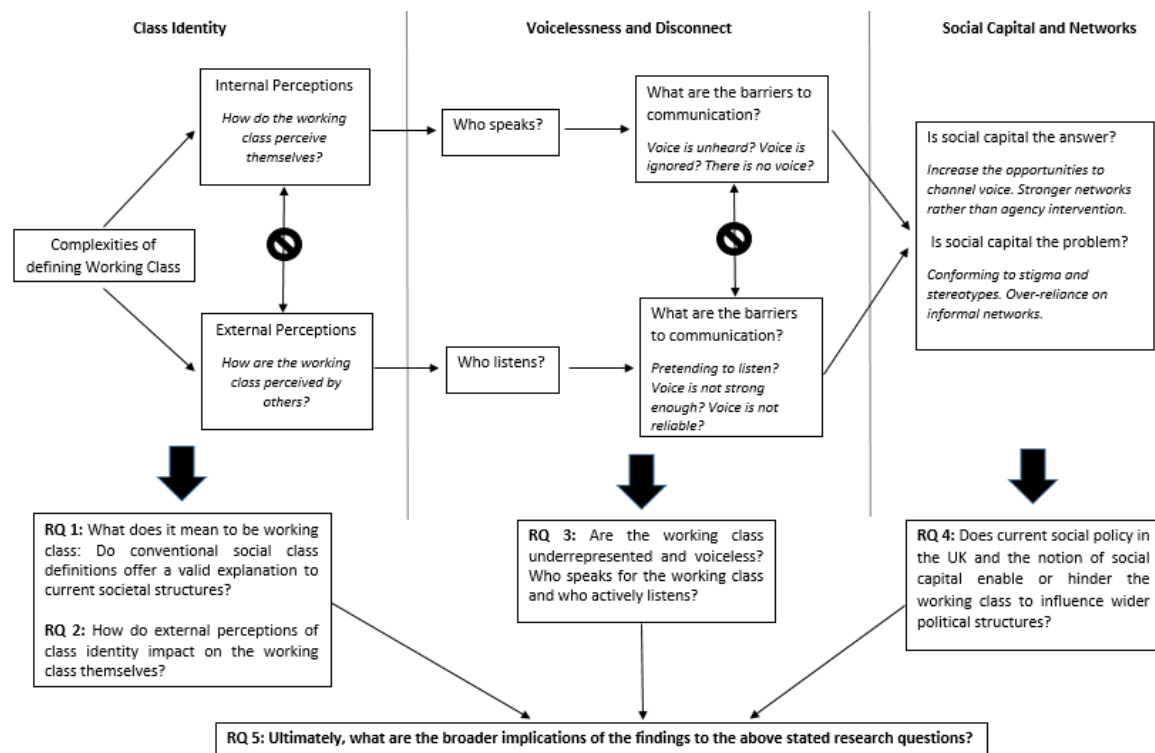 Class Identity
Voicelessness and Disconnect
Social Capital and Networks
Internal Perceptions
How do the working
class perceive
themselves?
Who speaks?
What are the barriers to
communication?
Voice is unheard? Voice is
ignored? There is no voice?
Complexities of
defining Working Class
Is social capital the answer?
Increase the opportunities to
channel voice. Stronger networks
rather than agency intervention.
Is social capital the problem?
Conforming to stigma and
stereotypes. Over-reliance on
informal networks.
External Perceptions
How are the working
class perceived by
others?
Who listens?
What are the barriers
to communication?
Pretending to listen?
Voice is not strong
enough? Voice is not
reliable?
RQ 1: What does it mean to be working
class: Do conventional social class
definitions offer a valid explanation to
current societal structures?
RQ 2: How do external perceptions of
class identity impact on the working
class themselves?
RQ 3: Are the working class
underrepresented and voiceless?
Who speaks for the working class
and who actively listens?
RQ 4: Does current social policy in
the UK and the notion of social
capital enable or hinder the
working class to influence wider
political structures?
RQ 5: Ultimately, what are the broader implications of the findings to the above stated research questions?